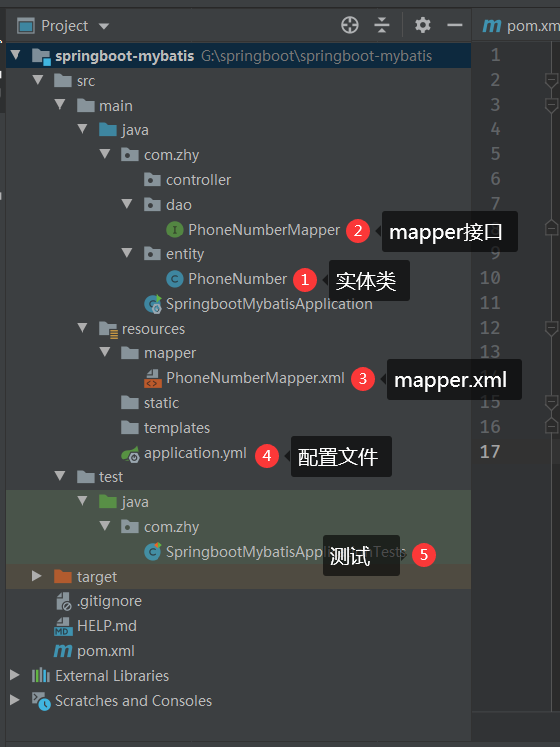 Project
pom.xm
springboot-mybatis G:\springboot\springboot-mybatis
src
main
java
com.zhy
controller
dao
PhoneNumberMapper 2 mapper接口
entity
PhoneNumber 1 实体类
SpringbootMybatisApplication
resources
mapper
PhoneNumberMapper.xml 3 mapper.xml
static
templates
application.yml 4 配置文件
test
java
com.zhy
SpringbootMybatisApp 测试 5
target
.gitignore
HELP.md
pom.xml
External Libraries
Scratches and Consoles
1
2
3
4
5
6
7
9
10
11
12
13
15
16
17